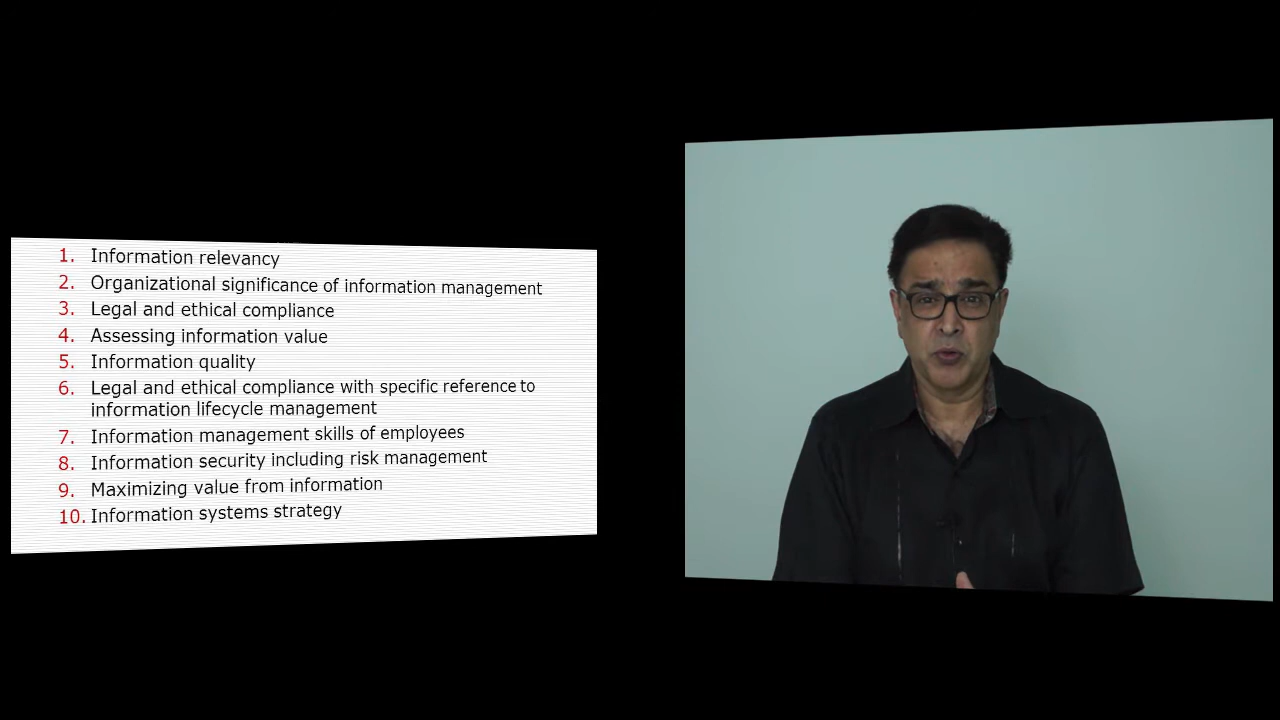 1. Information relevancy
2. Organizational significance of information management
3. Legal and ethical compliance
4. Assessing information value
5. Information quality
6. Legal and ethical compliance with specific reference to
information lifecycle management
7. Information management skills of employees
8. Information security including risk management
9. Maximizing value from information
10. Information systems strategy